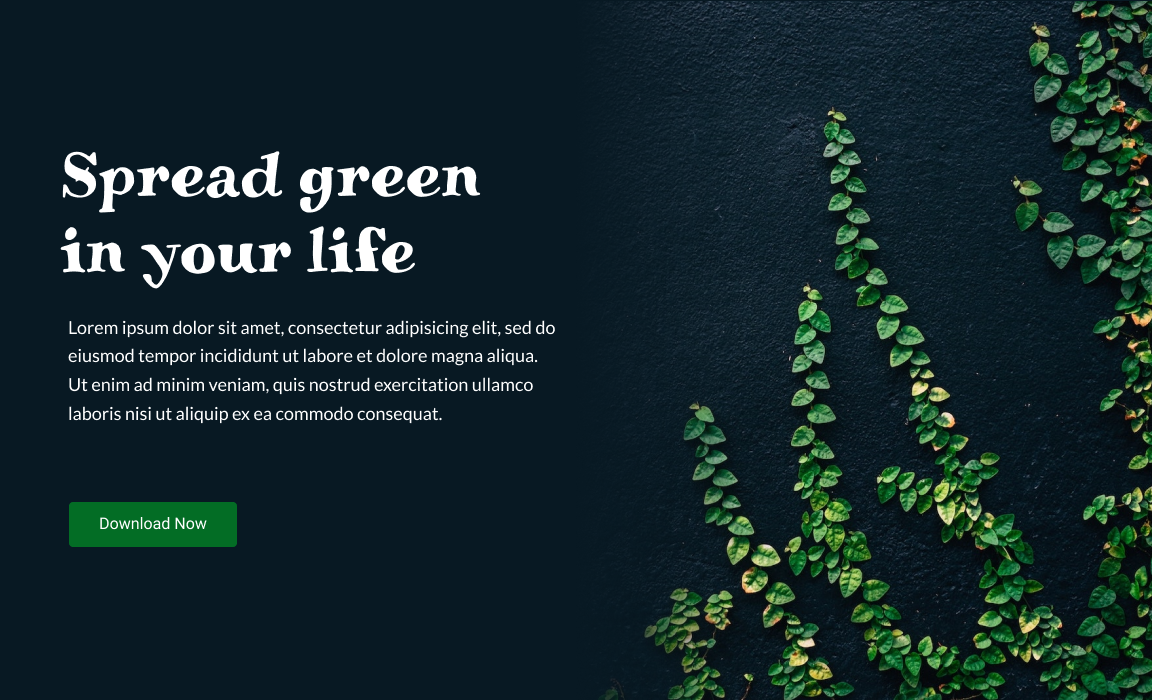 Spread green
in your life
Lorem ipsum dolor sit amet, consectetur adipisicing elit, sed do
eiusmod tempor incididunt ut labore et dolore magna aliqua.
Ut enim ad minim veniam, quis nostrud exercitation ullamco
laboris nisi ut aliquip ex ea commodo consequat.
Download Now